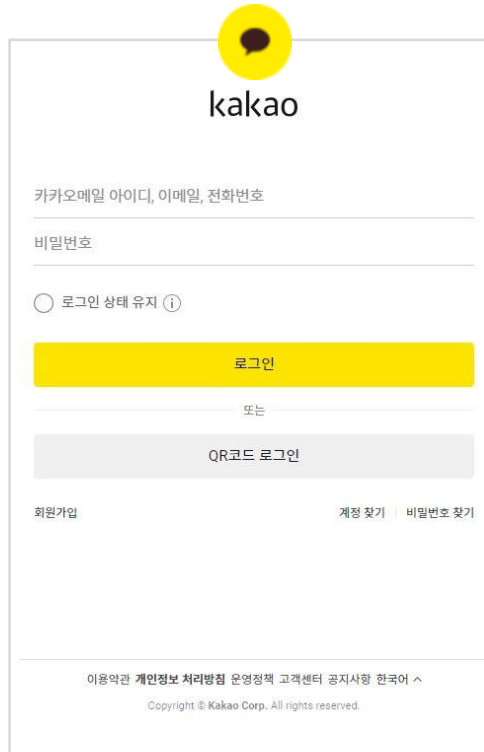 kakao
카카오메일 아이디, 이메일, 전화번호
비밀번호
로그인 상태 유지 i
로그인
또는
QR코드 로그인
회원가입 계정 찾기 비밀번호 찾기
이용약관 개인정보 처리방침 운영정책 고객센터 공지사항 한국어
Copyright © Kakao Corp. All rights reserved.